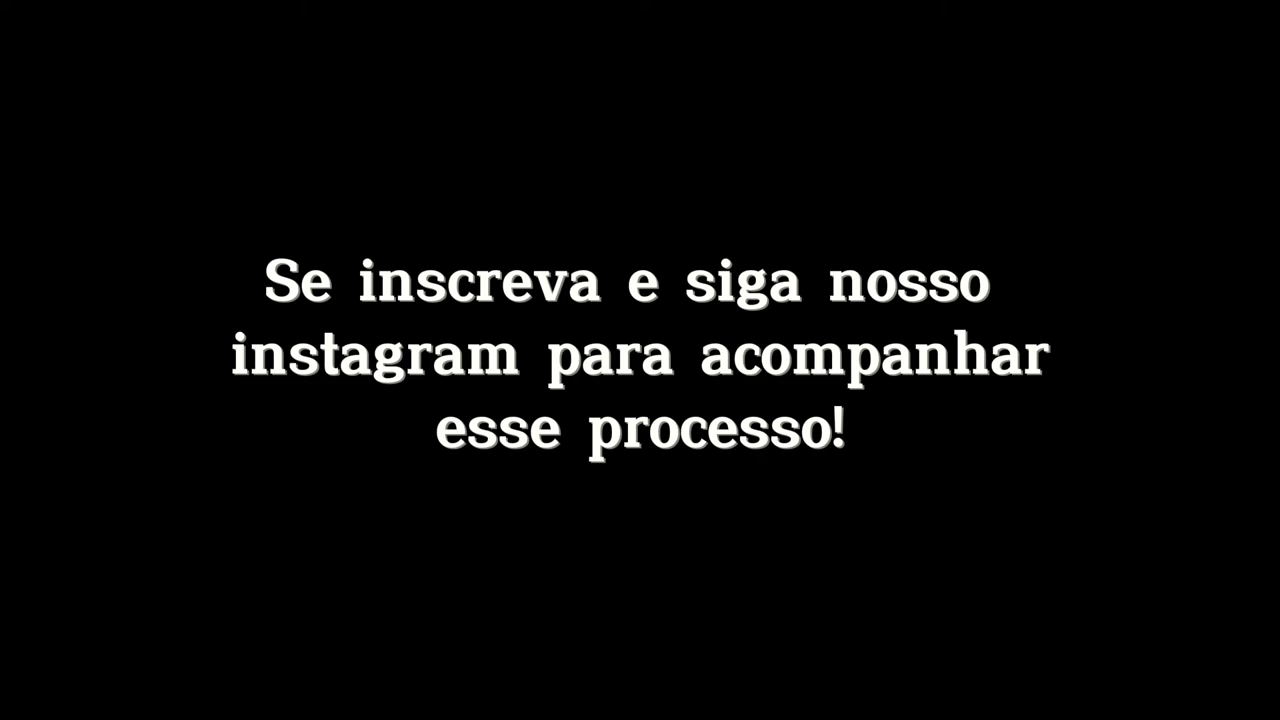 Se inscreva e siga nosso
instagram para acompanhar
esse processo!